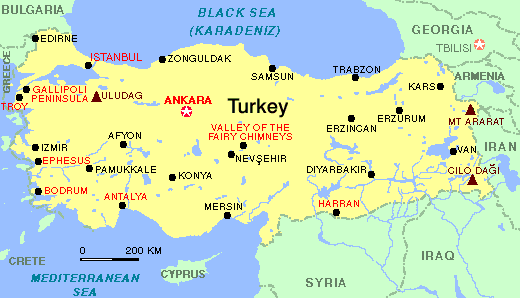 BULGARIA
BLACK SEA
(KARADENIZ)
GEORGIA
TBILISI
EDIRNE
ISTANBUL
ZONGULDAK
SAMSUN
TRABZON
KARS
ARMENIA
GREECE
GALLIPOLI
PENINSULA
TROY
ULUDAG
ANKARA
Turkey
ERZINCAN
ERZURUM
MT ARARAT
IZMIR
AFYON
VALLEY OF THE
FAIRY CHIMNEYS
NEVŞEHIR
VAN
IRAN
EPHESUS
PAMUKKALE
KONYA
DIYARBAKIR
CILO DAĞI
BODRUM
ANTALYA
MERSIN
HARRAN
0
200 KM
CRETE
MEDITERRANEAN
SEA
CYPRUS
SYRIA
IRAQ